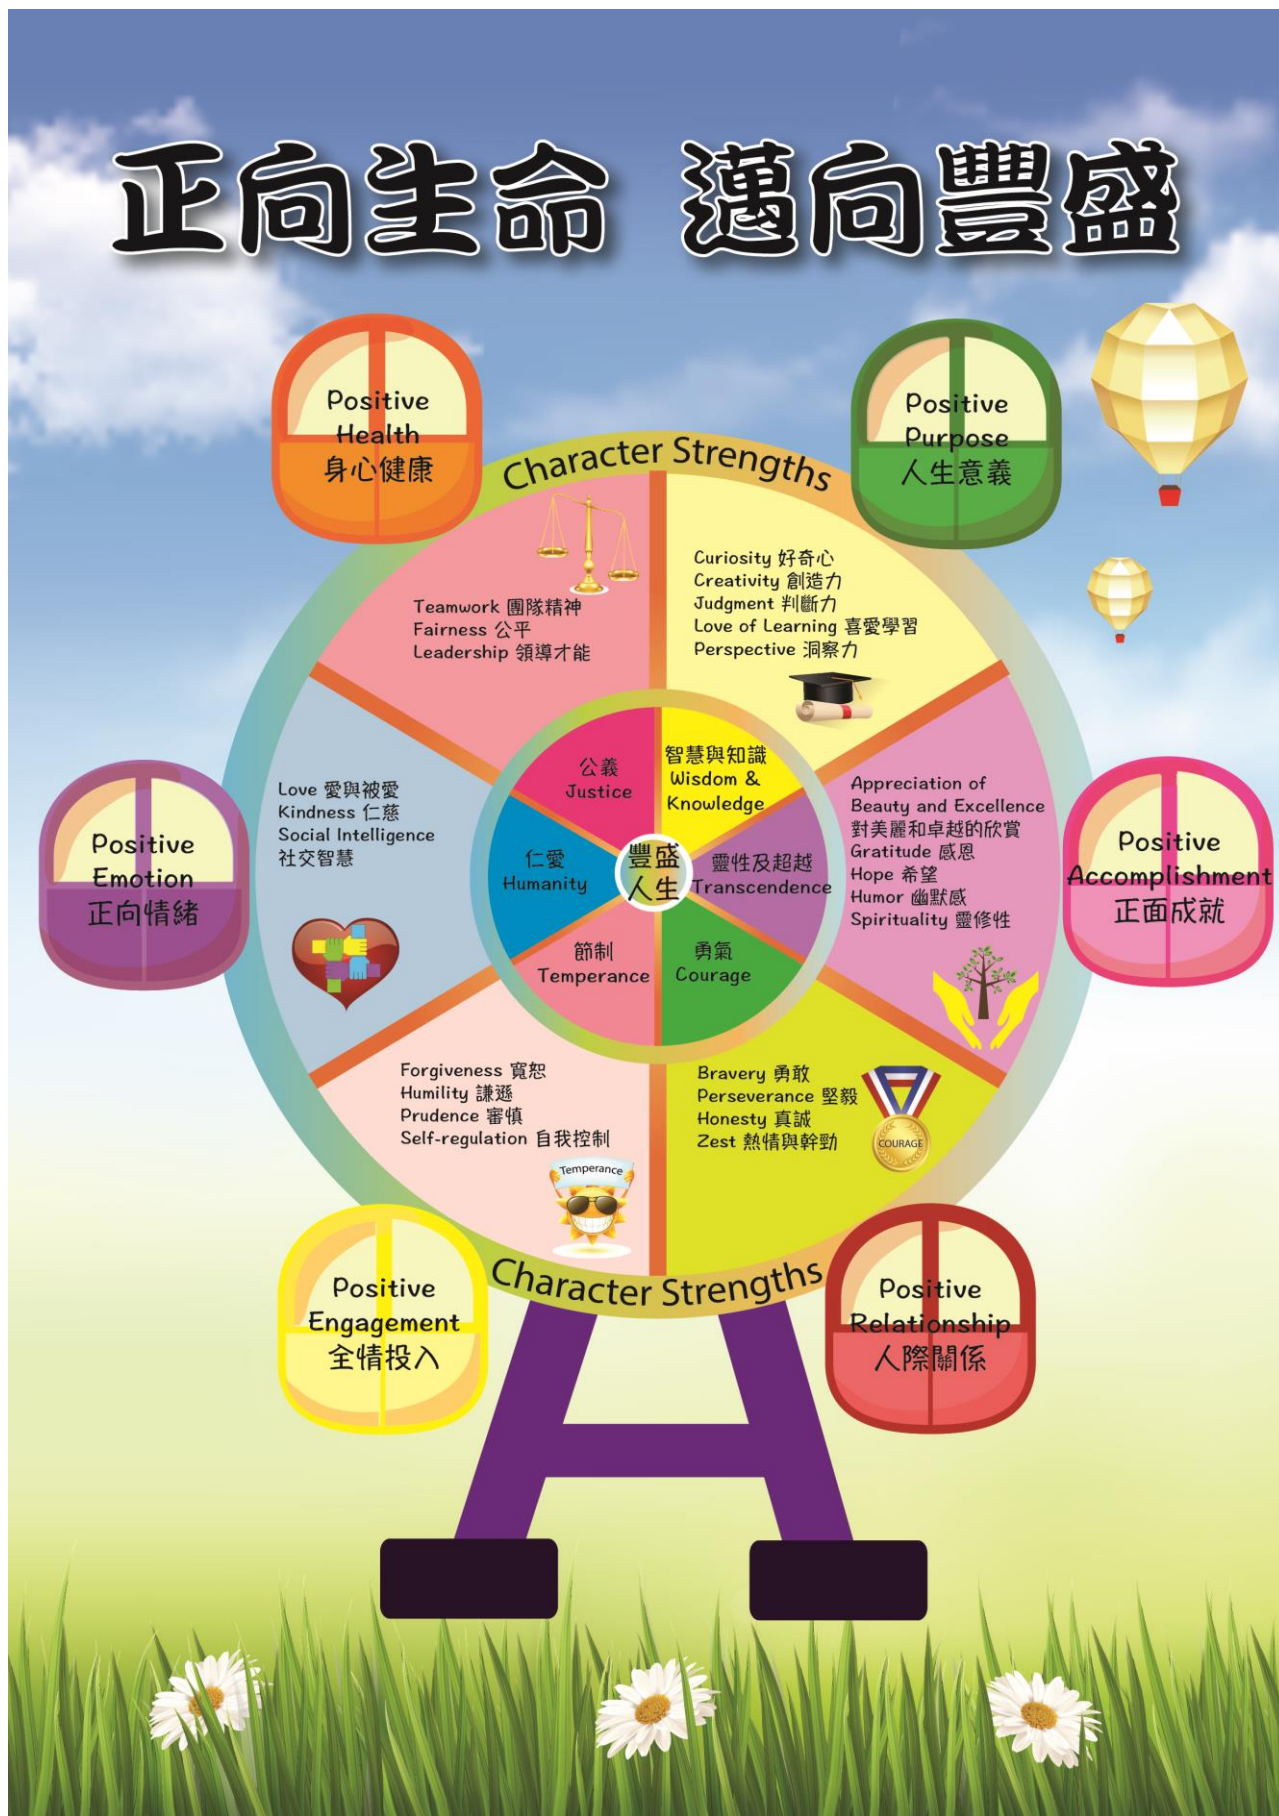 正向生命 邁向豐盛
Positive
Health
身心健康
Positive
Purpose
人生意義
Character Strengths
Teamwork 團隊精神
Fairness 公平
Leadership 領導才能
Curiosity 好奇心
Creativity 創造力
Judgment 判斷力
Love of Learning 喜愛學習
Perspective 洞察力
公義
Justice
智慧與知識
Wisdom &
Knowledge
Love 愛與被愛
Kindness 仁慈
Social Intelligence
社交智慧
Appreciation of
Beauty and Excellence
對美麗和卓越的欣賞
Gratitude 感恩
Hope 希望
Humor 幽默感
Spirituality 靈修性
Positive
Emotion
正向情緒
仁愛
Humanity
豐盛
人生
靈性及超越
Transcendence
Positive
Accomplishment
正面成就
節制
Temperance
勇氣
Courage
Forgiveness 寬恕
Humility 謙遜
Prudence 審慎
Self-regulation 自我控制
Temperance
Bravery 勇敢
Perseverance 堅毅
Honesty 真誠
Zest 熱情與幹勁
COURAGE
Character Strengths
Positive
Engagement
全情投入
Positive
Relationship
人際關係